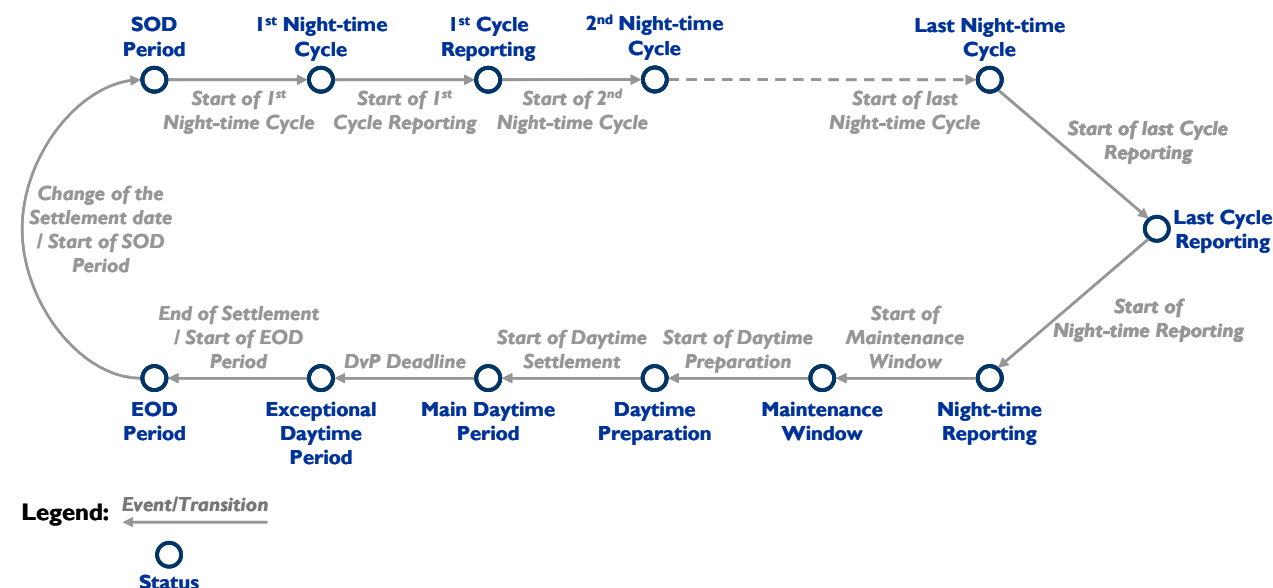 SOD
Period
1st Night-time
Cycle
1st Cycle
Reporting
2nd Night-time
Cycle
Last Night-time
Cycle
Start of 1st
Night-time Cycle
Start of 1st
Cycle Reporting
Start of 2nd
Night-time Cycle
Start of last
Night-time Cycle
Start of last Cycle
Reporting
Last Cycle
Reporting
Change of the
Settlement date
/ Start of SOD
Period
Start of
Night-time Reporting
End of Settlement
/ Start of EOD
Period
DvP Deadline
Start of Daytime
Settlement
Start of Daytime
Preparation
Start of
Maintenance
Window
EOD
Period
Exceptional
Daytime
Period
Main Daytime
Period
Daytime
Preparation
Maintenance
Window
Night-time
Reporting
Legend:
Event/Transition
Status